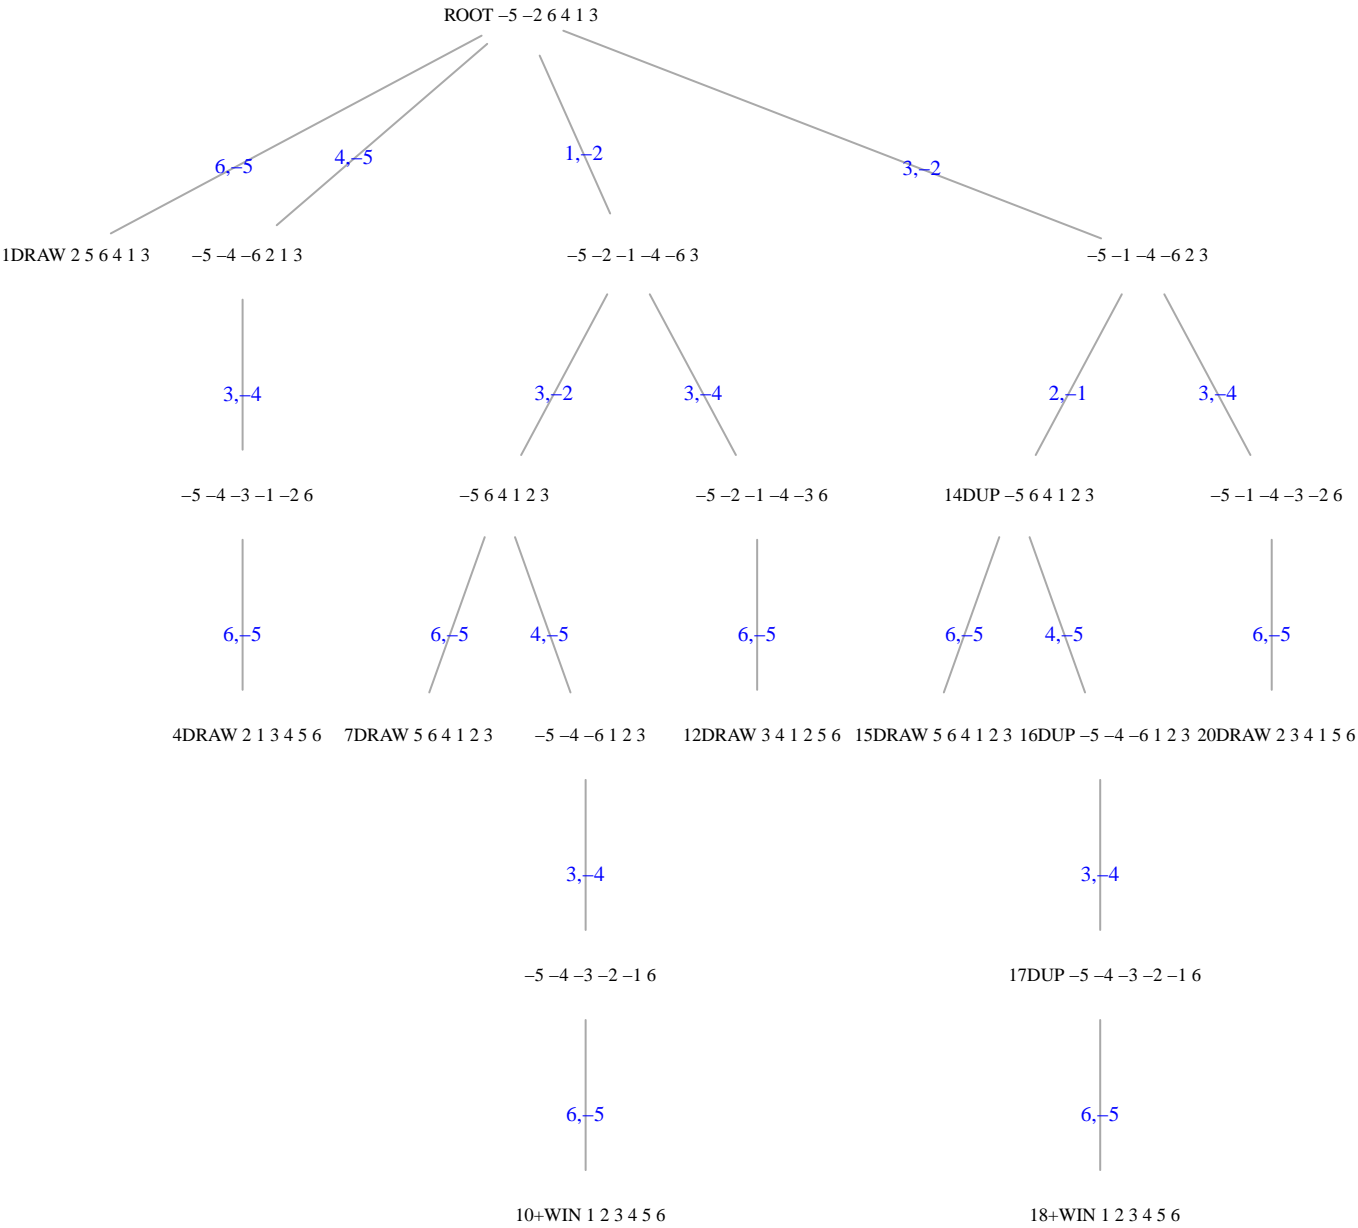 ROOT –5 –2 6 4 1 3
6,–5
4,–5
1,–2
3,–2
1DRAW 2 5 6 4 1 3
–5 –4 –6 2 1 3
–5 –2 –1 –4 –6 3
–5 –1 –4 –6 2 3
3,–4
3,–2
3,–4
2,–1
3,–4
–5 –4 –3 –1 –2 6
–5 6 4 1 2 3
–5 –2 –1 –4 –3 6
14DUP –5 6 4 1 2 3
–5 –1 –4 –3 –2 6
6,–5
6,–5
4,–5
6,–5
6,–5
4,–5
6,–5
4DRAW 2 1 3 4 5 6
7DRAW 5 6 4 1 2 3
–5 –4 –6 1 2 3
12DRAW 3 4 1 2 5 6
15DRAW 5 6 4 1 2 3
16DUP –5 –4 –6 1 2 3
20DRAW 2 3 4 1 5 6
3,–4
3,–4
–5 –4 –3 –2 –1 6
17DUP –5 –4 –3 –2 –1 6
6,–5
6,–5
10+WIN 1 2 3 4 5 6
18+WIN 1 2 3 4 5 6